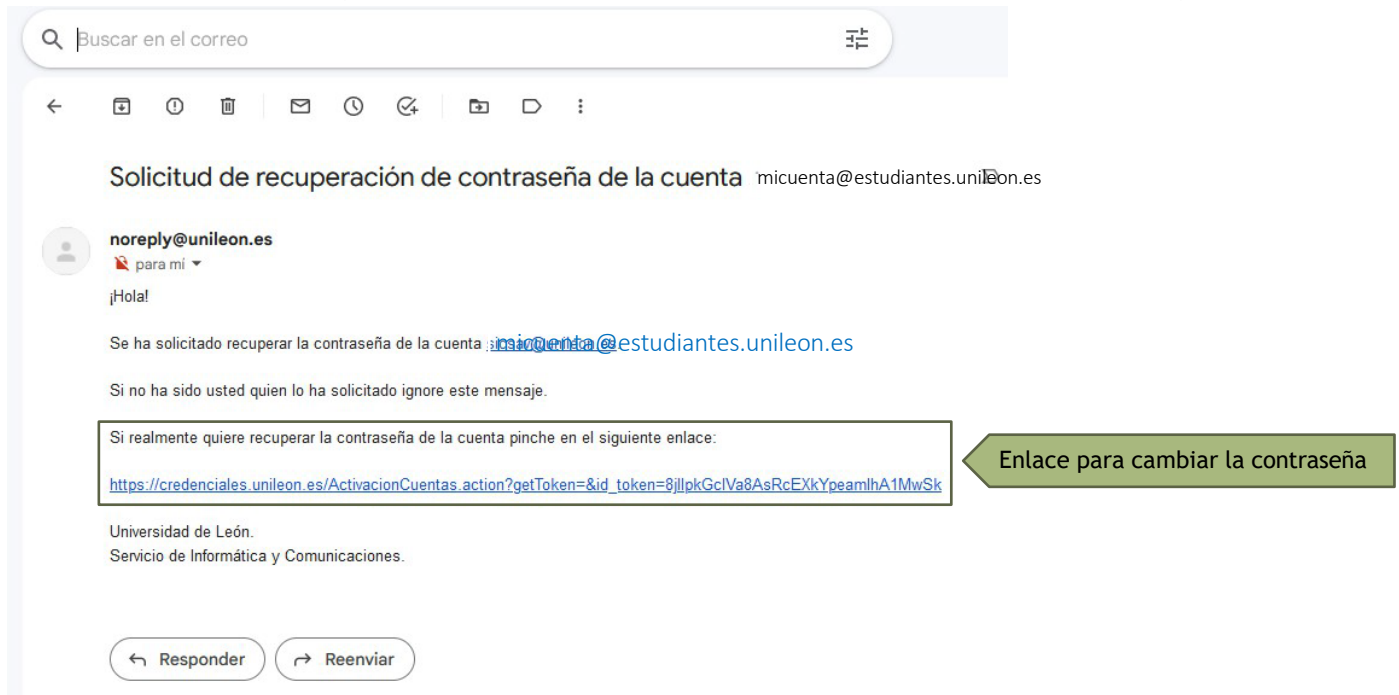 Buscar en el correo
Solicitud de recuperación de contraseña de la cuenta micuenta@estudiantes.unileon.es
noreply@unileon.es
para mí
¡Hola!
Se ha solicitado recuperar la contraseña de la cuenta micuenta@estudiantes.unileon.es
Si no ha sido usted quien lo ha solicitado ignore este mensaje.
Si realmente quiere recuperar la contraseña de la cuenta pinche en el siguiente enlace:
Enlace para cambiar la contraseña
https://credenciales.unileon.es/ActivacionCuentas.action?getToken=&id_token=8jlIpkGclVa8AsRcEXkYpeamlhA1MwSk
Universidad de León.
Servicio de Informática y Comunicaciones.
Responder
Reenviar